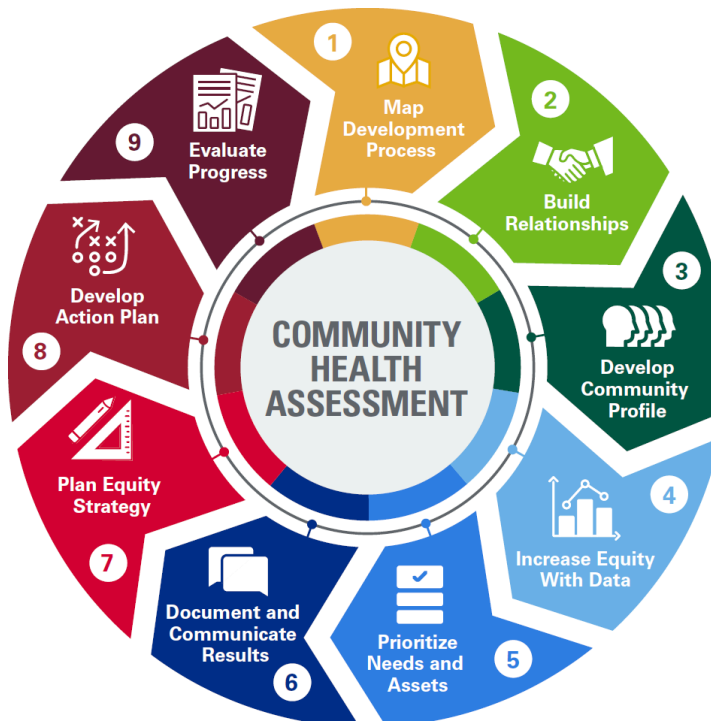 1
Map
Development
Process
2
Build
Relationships
3
Develop
Community
Profile
4
Increase Equity
With Data
5
Prioritize
Needs and
Assets
6
Document and
Communicate
Results
7
Plan Equity
Strategy
8
Develop
Action Plan
9
Evaluate
Progress
COMMUNITY
HEALTH
ASSESSMENT